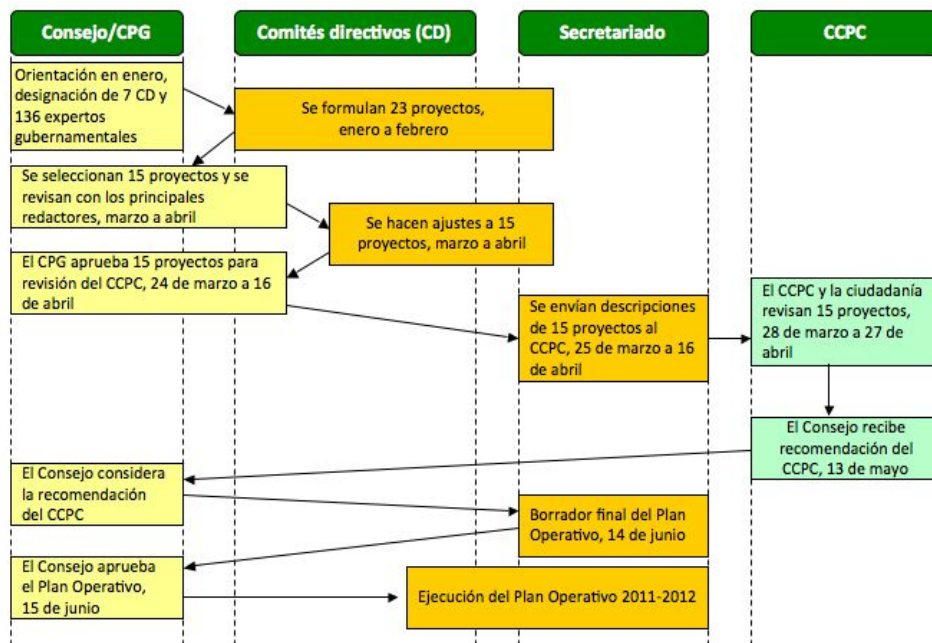 Consejo/CPG
Comités directivos (CD)
Secretariado
CCPC
Orientación en enero,
designación de 7 CD y
136 expertos
gubernamentales
Se formulan 23 proyectos,
enero a febrero
Se seleccionan 15 proyectos y se
revisan con los principales
redactores, marzo a abril
Se hacen ajustes a 15
proyectos, marzo a abril
El CPG aprueba 15 proyectos para
revisión del CCPC, 24 de marzo a 16
de abril
Se envían descripciones
de 15 proyectos al
CCPC, 25 de marzo a 16
de abril
El CCPC y la ciudadanía
revisan 15 proyectos,
28 de marzo a 27 de
abril
El Consejo recibe
recomendación del
CCPC, 13 de mayo
El Consejo considera
la recomendación
del CCPC
Borrador final del Plan
Operativo, 14 de junio
El Consejo aprueba
el Plan Operativo,
15 de junio
Ejecución del Plan Operativo 2011-2012